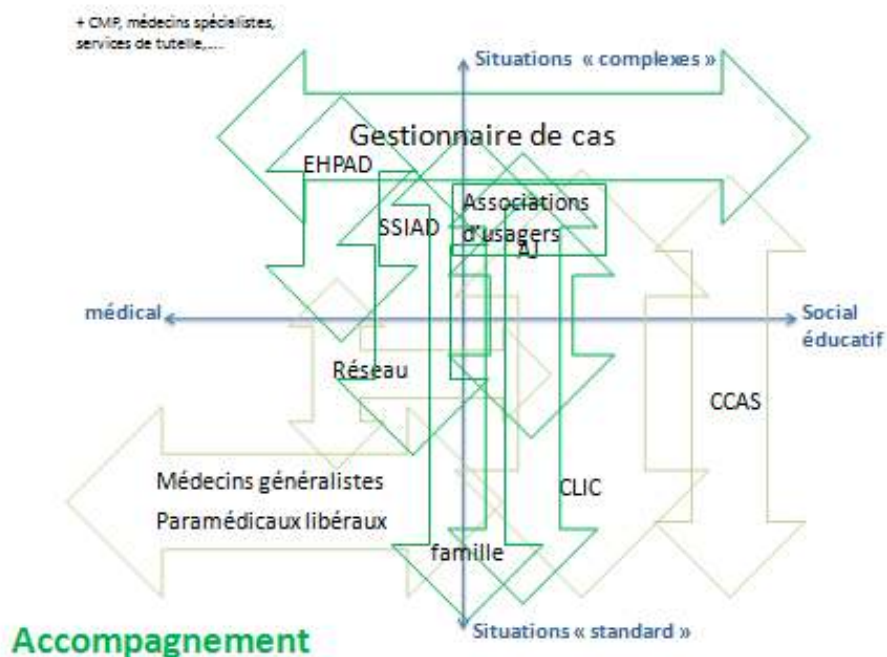 + CMP, médecins spécialistes,
services de tutelle,....
Situations « complexes »
Gestionnaire de cas
EHPAD
Associations
d'usagers
SSIAD
AJ
médical
Social
éducatif
Réseau
CCAS
Médecins généralistes
Paramédicaux libéraux
CLIC
famille
Situations « standard »
Accompagnement